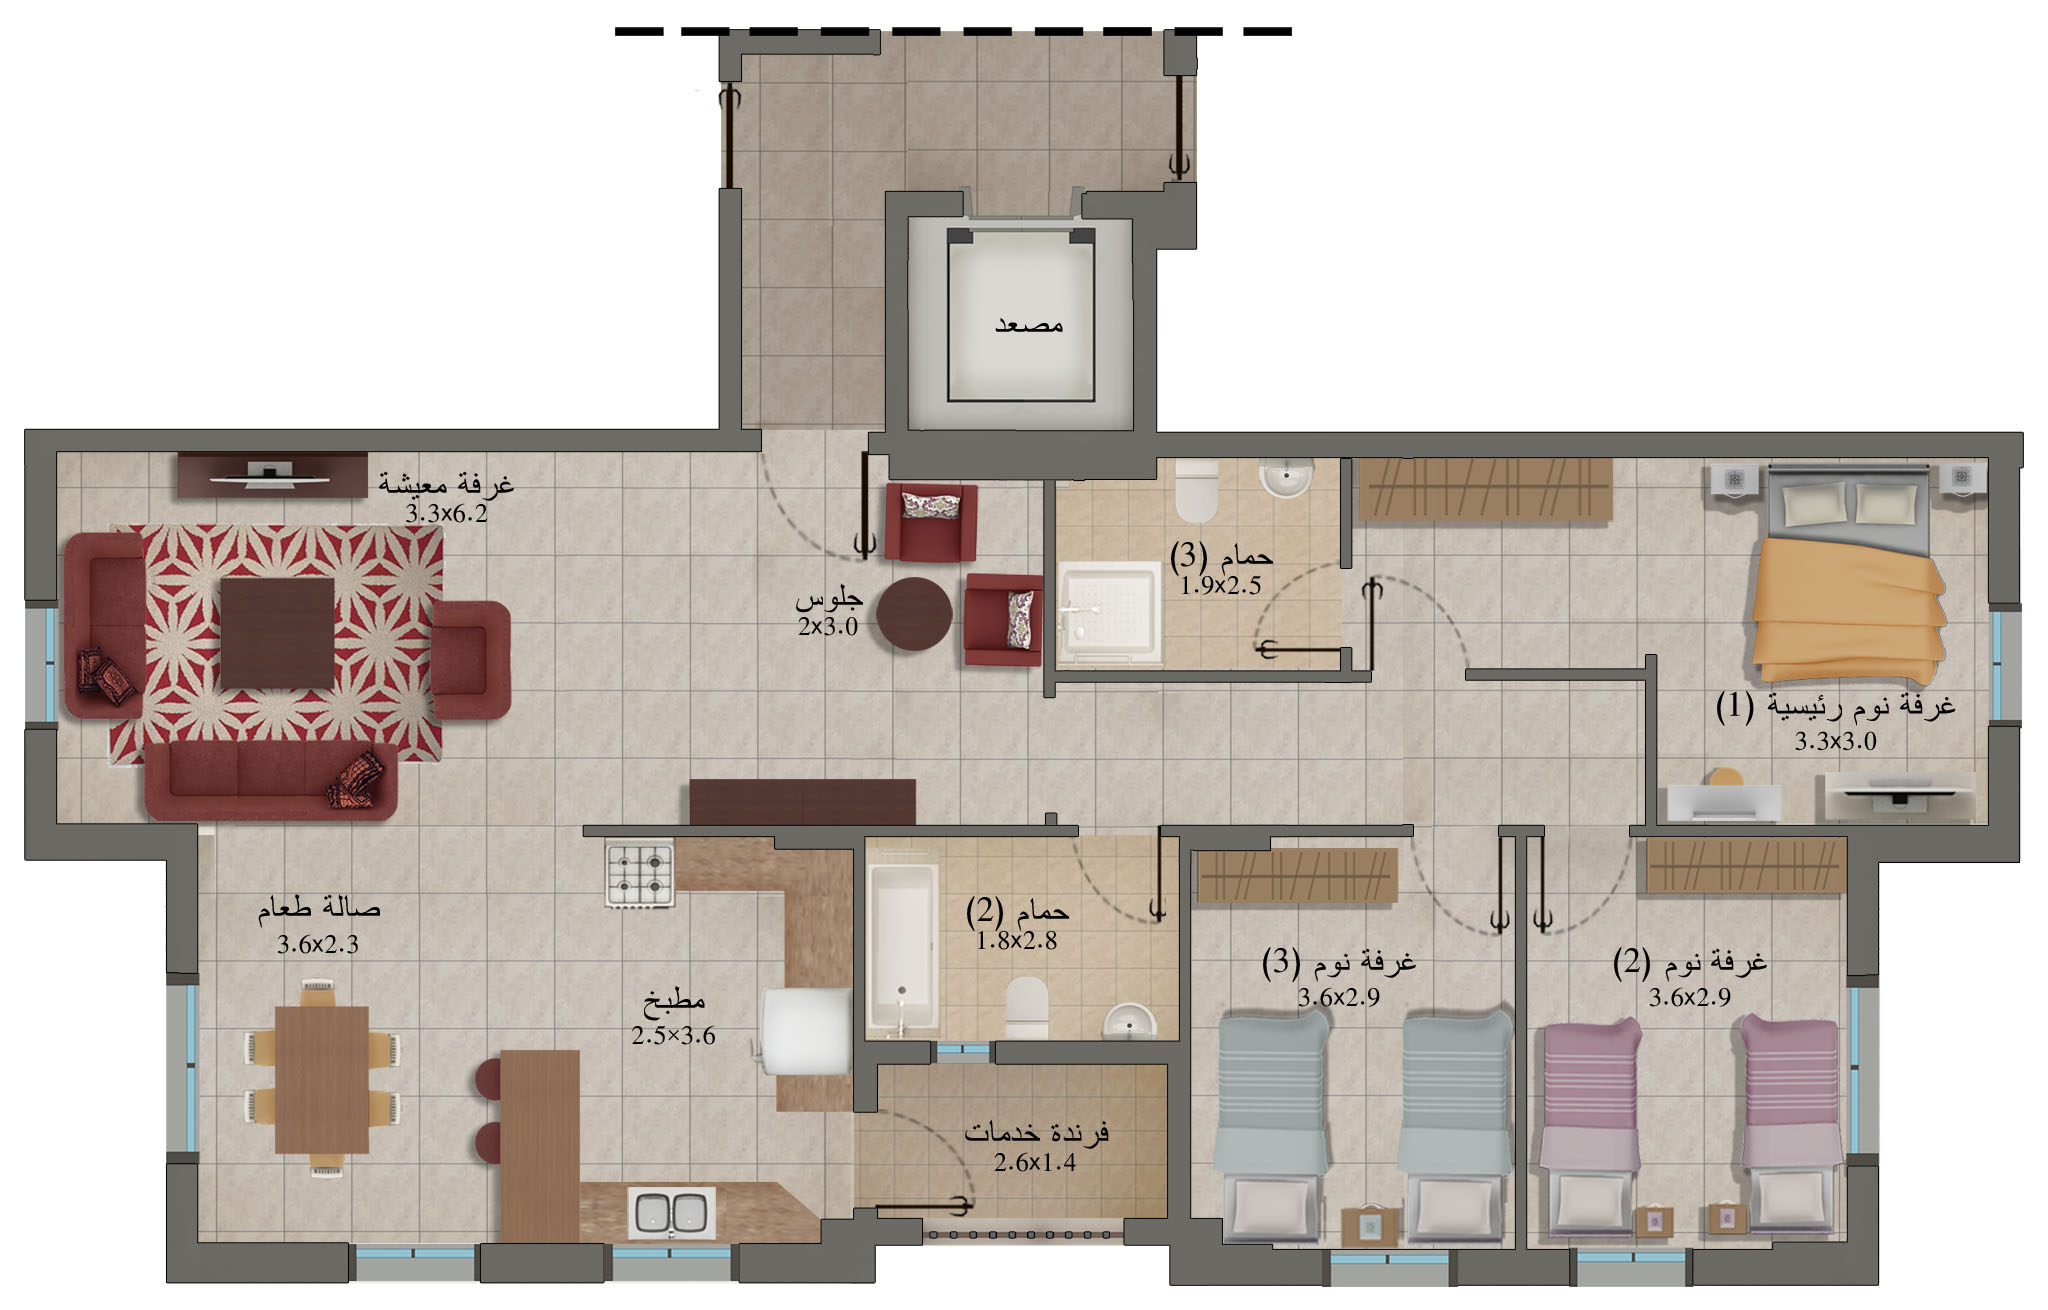 مصعد
غرفة معيشة
3.3x6.2
جلوس
2x3.0
حمام (3)
1.9x2.5
غرفة نوم رئيسية (1)
3.3x3.0
صالة طعام
3.6x2.3
مطبخ
2.5×3.6
حمام (2)
1.8x2.8
فرندة خدمات
2.6x1.4
غرفة نوم (3)
3.6x2.9
غرفة نوم (2)
3.6x2.9